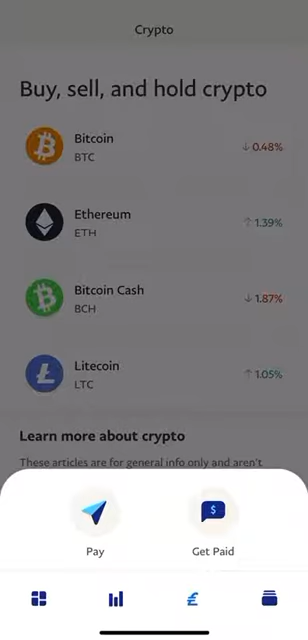 Crypto
Buy, sell, and hold crypto
Bitcoin
BTC
↓ 0.48%
Ethereum
ETH
↑ 1.39%
Bitcoin Cash
BCH
↓ 1.87%
Litecoin
LTC
↑ 1.05%
Learn more about crypto
These articles are for general info only and aren't
Pay
Get Paid